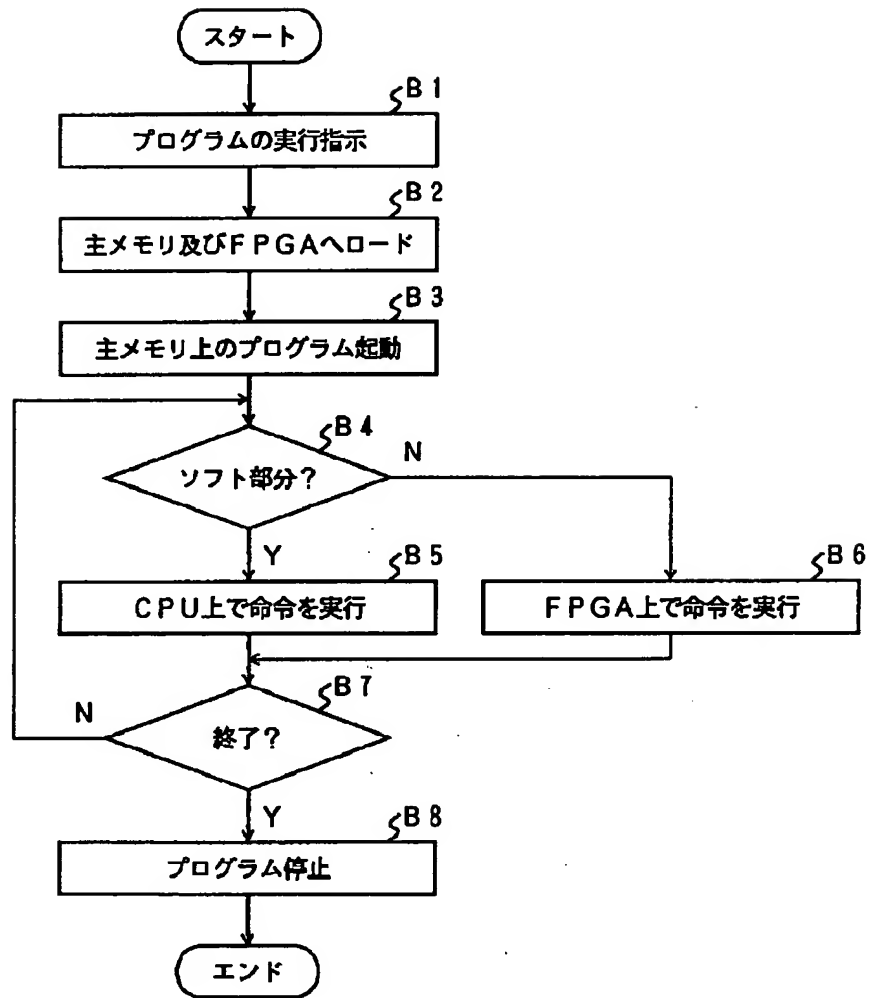 スタート
B1
プログラムの実行指示
B2
主メモリ及びFPGAへロード
B3
主メモリ上のプログラム起動
B4
ソフト部分?
N
Y
B5
CPU上で命令を実行
B6
FPGA上で命令を実行
B7
終了?
N
Y
B8
プログラム停止
エンド